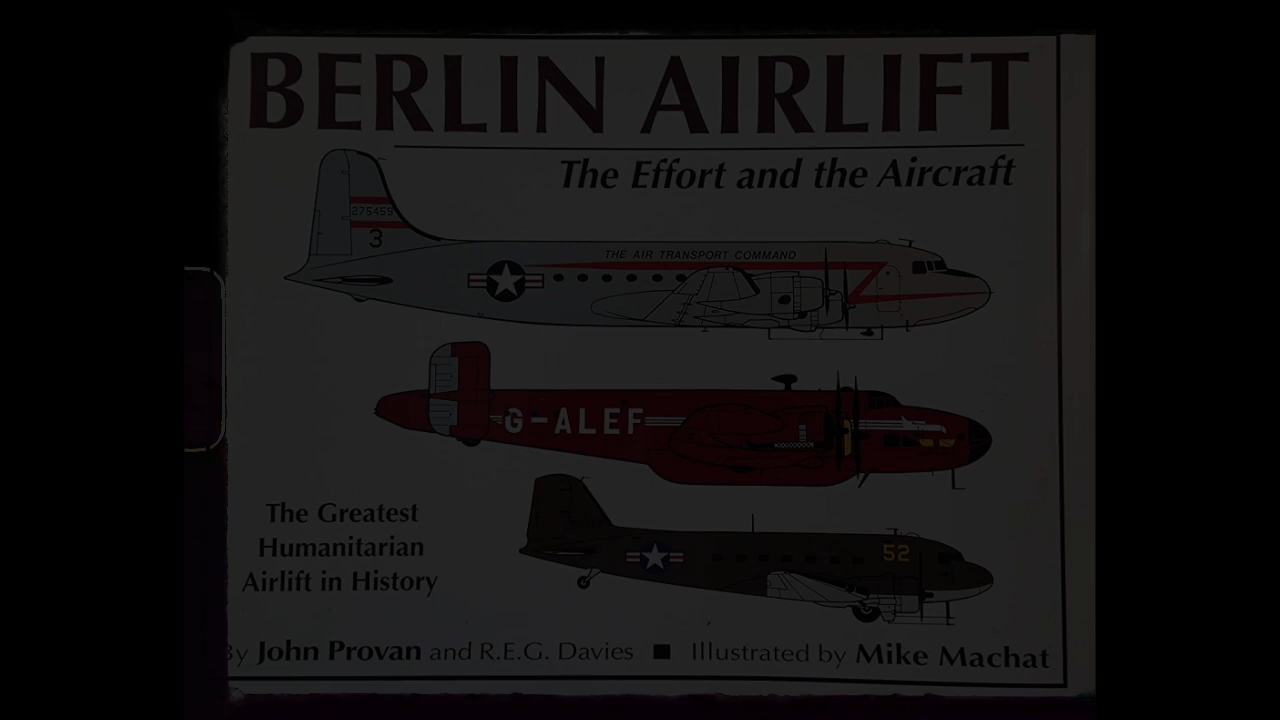 BERLIN AIRLIFT
The Effort and the Aircraft
275459
3
THE AIR TRANSPORT COMMAND
G-ALEF
52
The Greatest
Humanitarian
Airlift in History
By John Provan and R.E.G. Davies ■ Illustrated by Mike Machat